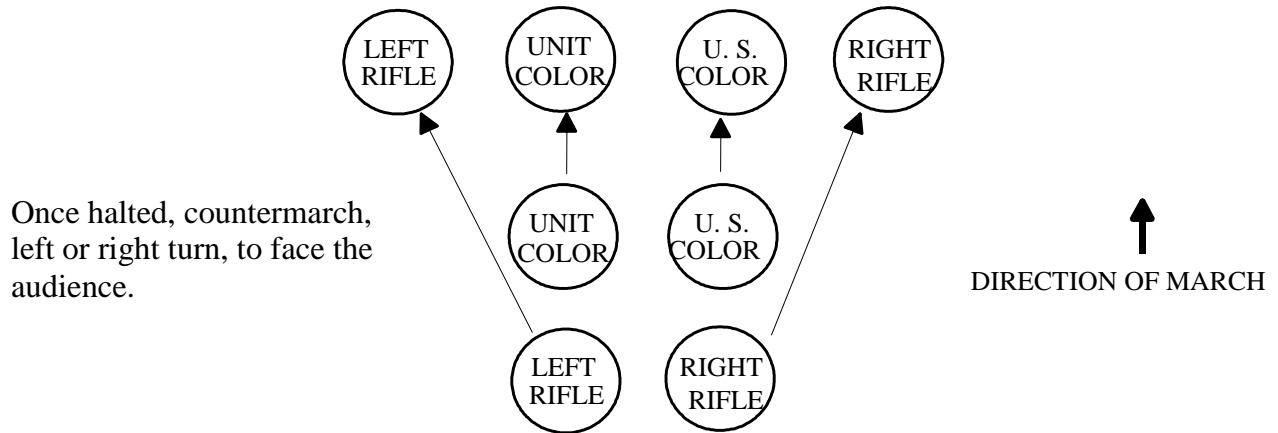 LEFT
RIFLE
UNIT
COLOR
U. S.
COLOR
RIGHT
RIFLE
Once halted, countermarch,
left or right turn, to face the
audience.
UNIT
COLOR
U. S.
COLOR
DIRECTION OF MARCH
LEFT
RIFLE
RIGHT
RIFLE